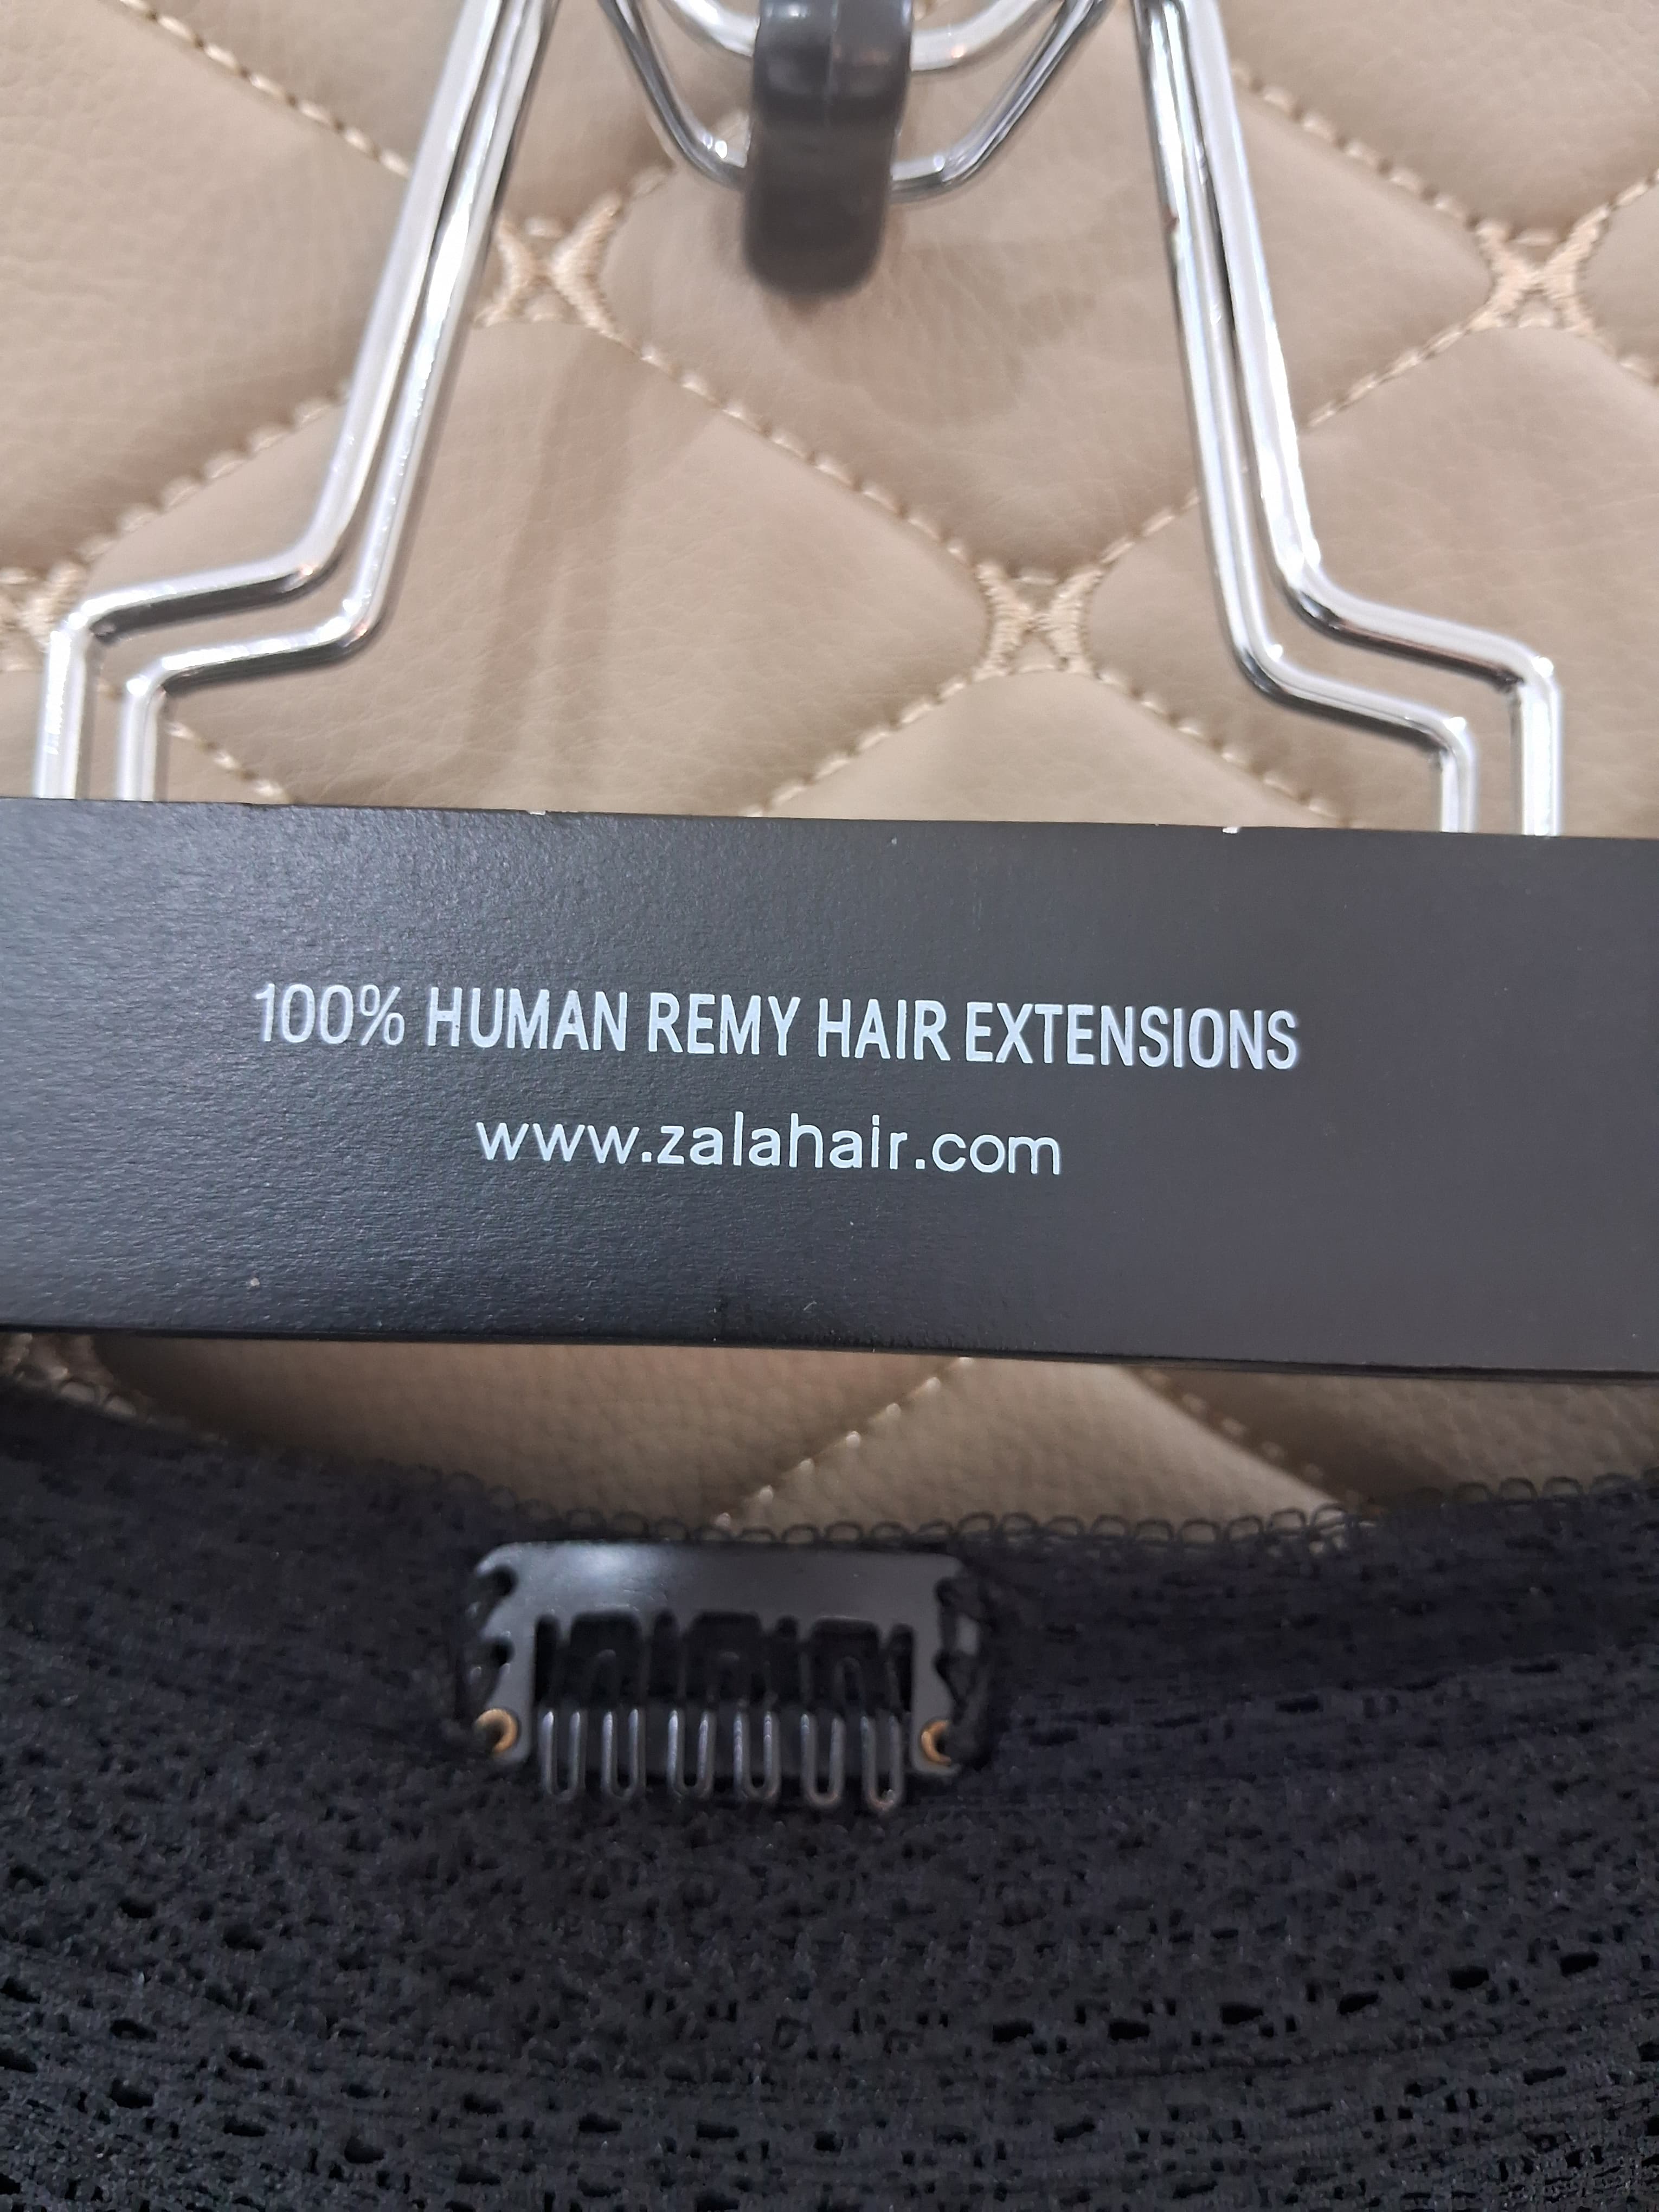 100% HUMAN REMY HAIR EXTENSIONS
www.zalahair.com